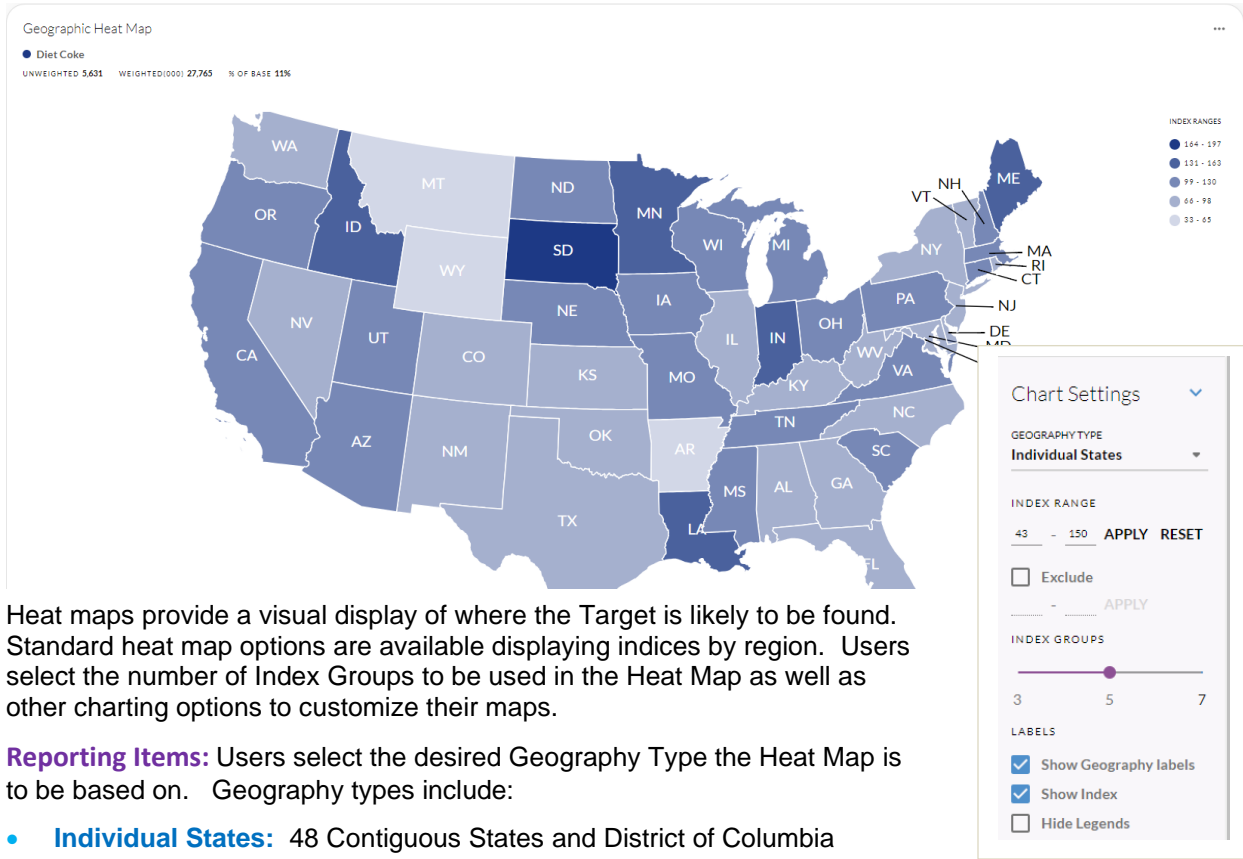 Geographic Heat Map
...
Diet Coke
UNWEIGHTED 5,631 WEIGHTED(000) 27,765 % OF BASE 11%
INDEX RANGES
164 - 197
131 - 163
99 - 130
66 - 98
33 - 65
WA
MT
ND
MN
ME
NH
VT
OR
ID
SD
WI
MI
NY
MA
RI
CT
WY
IA
PA
NJ
NE
OH
DE
MD
NV
UT
CO
IL
IN
WV
VA
CA
KS
MO
KY
NC
AZ
NM
OK
AR
TN
SC
TX
MS
AL
GA
LA
FL
Chart Settings
GEOGRAPHY TYPE
Individual States
INDEX RANGE
43 - 150 APPLY RESET
Exclude
- APPLY
INDEX GROUPS
3 5 7
LABELS
Show Geography labels
Show Index
Hide Legends
Heat maps provide a visual display of where the Target is likely to be found.
Standard heat map options are available displaying indices by region. Users
select the number of Index Groups to be used in the Heat Map as well as
other charting options to customize their maps.
Reporting Items: Users select the desired Geography Type the Heat Map is
to be based on. Geography types include:
• Individual States: 48 Contiguous States and District of Columbia